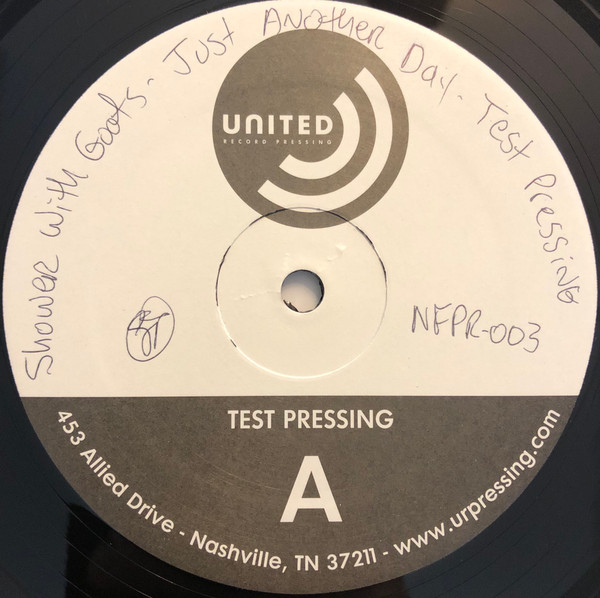 Shower With Goats - Just Another Day - Test Pressing
UNITED
RECORD PRESSING
NFPR-003
TEST PRESSING
A
453 Allied Drive - Nashville, TN 37211 - www.urpressing.com